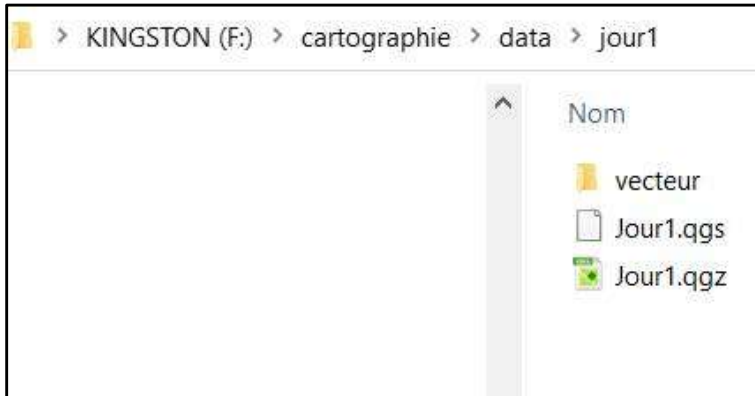 > KINGSTON (F:) > cartographie > data > jour1
Nom
vecteur
Jour1.qgs
Jour1.qgz